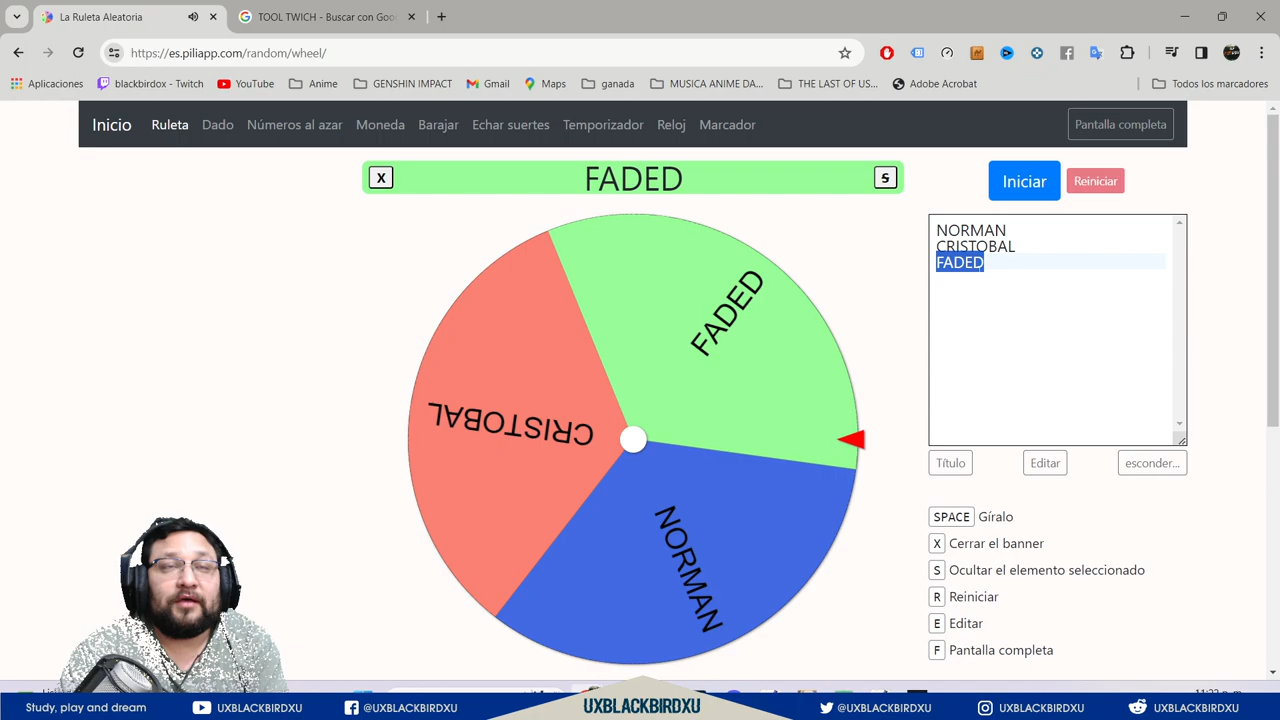 La Ruleta Aleatoria
TOOL TWICH - Buscar con Goo
https://es.piliapp.com/random/wheel/
Aplicaciones
blackbirdox - Twitch
YouTube
Anime
GENSHIN IMPACT
Gmail
Maps
ganada
MUSICA ANIME DA...
THE LAST OF US...
Adobe Acrobat
Todos los marcadores
Inicio
Ruleta
Dado
Números al azar
Moneda
Barajar
Echar suertes
Temporizador
Reloj
Marcador
Pantalla completa
X
FADED
S
Iniciar
Reiniciar
NORMAN
CRISTOBAL
FADED
FADED
CRISTOBAL
NORMAN
Título
Editar
esconder...
SPACE Gíralo
X Cerrar el banner
S Ocultar el elemento seleccionado
R Reiniciar
E Editar
F Pantalla completa
Study, play and dream
UXBLACKBIRDXU
@UXBLACKBIRDXU
UXBLACKBIRDXU
@UXBLACKBIRDXU
UXBLACKBIRDXU
UXBLACKBIRDXU